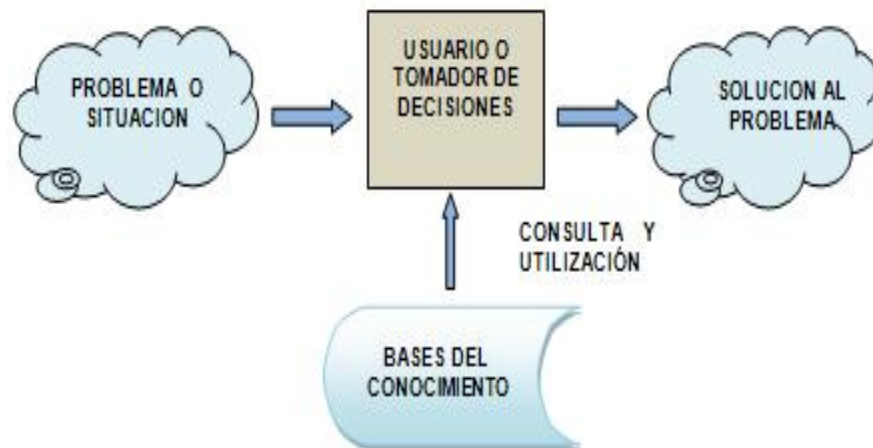 PROBLEMA O
SITUACION
USUARIO O
TOMADOR DE
DECISIONES
SOLUCION AL
PROBLEMA
CONSULTA Y
UTILIZACIÓN
BASES DEL
CONOCIMIENTO